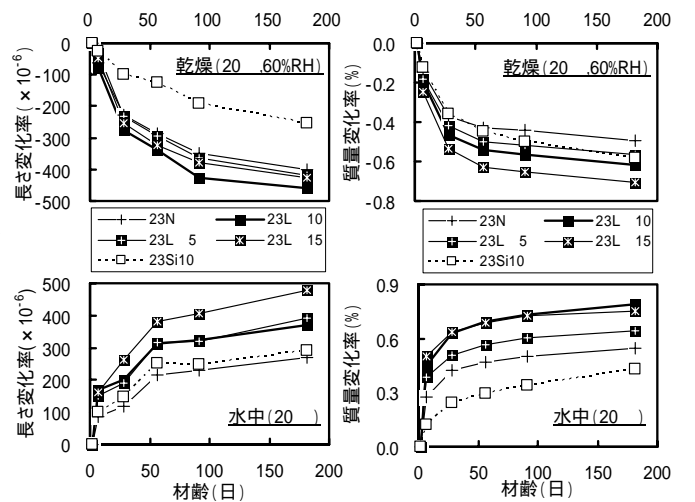 0 50 100 150 200
0
-100
-200
-300
-400
-500
長さ変化率(×10-6)
乾燥(20 ,60%RH)
0 50 100 150 200
0.0
-0.2
-0.4
-0.6
-0.8
質量変化率(%)
乾燥(20 ,60%RH)
23N 23L 10
23L 5 23L 15
23Si10
23N 23L 10
23L 5 23L 15
23Si10
500
400
300
200
100
0
長さ変化率(×10-6)
水中(20 )
0 50 100 150 200
材齢(日)
0.9
0.6
0.3
0.0
質量変化率(%)
水中(20 )
0 50 100 150 200
材齢(日)